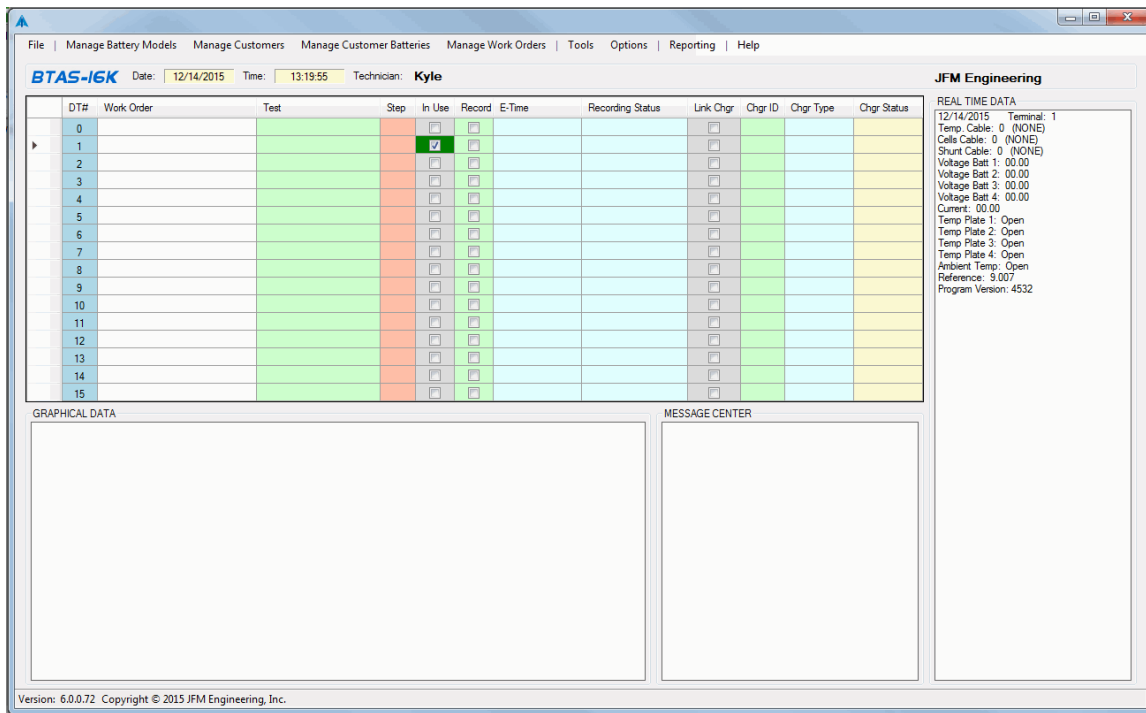 File | Manage Battery Models Manage Customers Manage Customer Batteries Manage Work Orders | Tools Options | Reporting | Help
BTAS-16K Date: 12/14/2015 Time: 13:19:55 Technician: Kyle
JFM Engineering
DT# Work Order Test Step In Use Record E-Time Recording Status Link Chgr Chgr ID Chgr Type Chgr Status
0
1
2
3
4
5
6
7
8
9
10
11
12
13
14
15
REAL TIME DATA
12/14/2015 Terminal: 1
Temp. Cable: 0 (NONE)
Cells Cable: 0 (NONE)
Shunt Cable: 0 (NONE)
Voltage Batt 1: 00.00
Voltage Batt 2: 00.00
Voltage Batt 3: 00.00
Voltage Batt 4: 00.00
Current: 00.00
Temp Plate 1: Open
Temp Plate 2: Open
Temp Plate 3: Open
Temp Plate 4: Open
Ambient Temp: Open
Reference: 9.007
Program Version: 4532
GRAPHICAL DATA
MESSAGE CENTER
Version: 6.0.0.72 Copyright © 2015 JFM Engineering, Inc.